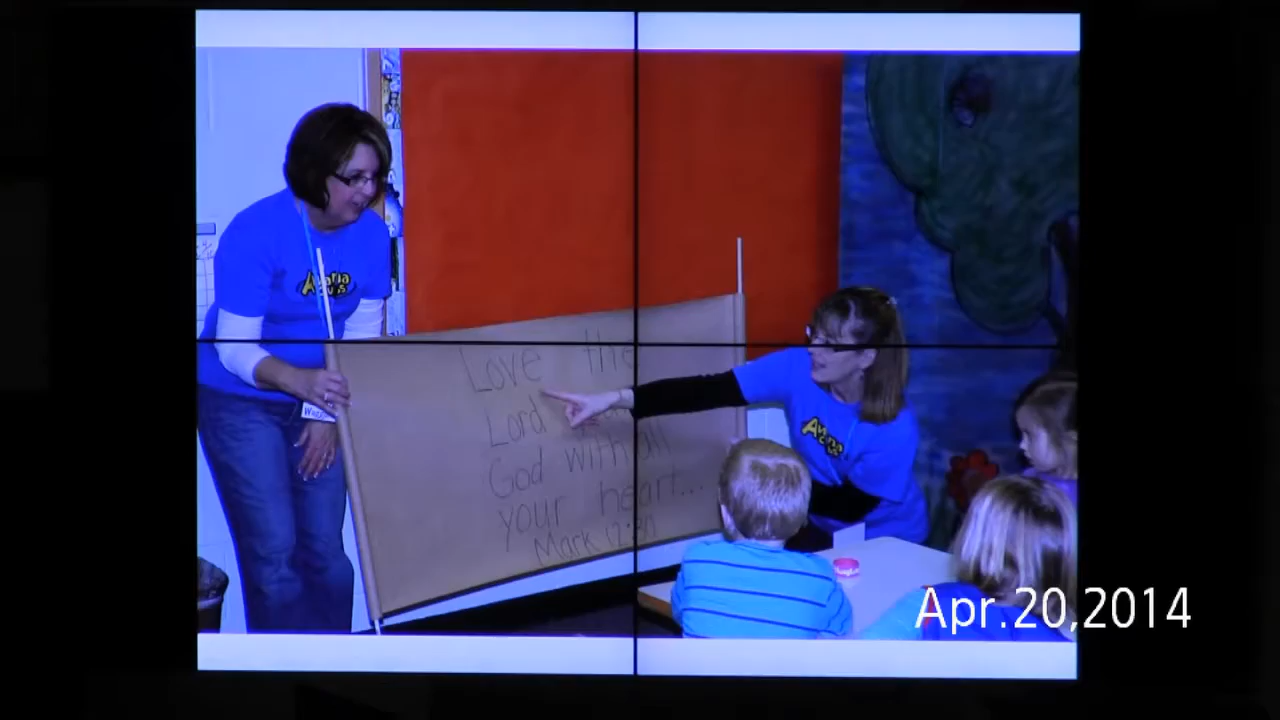 Love the
Lord
God with all
your heart...
Mark 12:30
Apr.20,2014